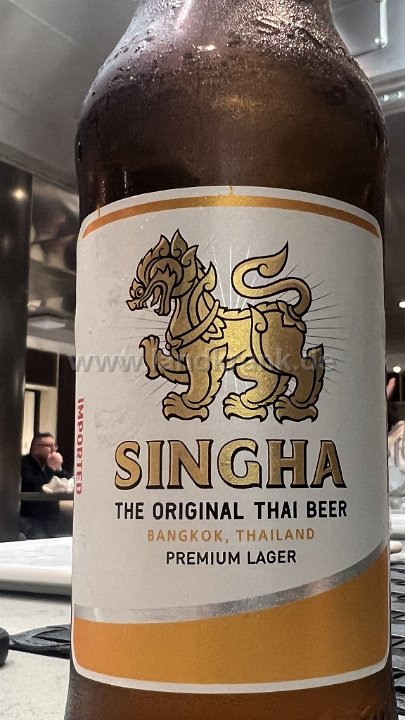 SINGHA
THE ORIGINAL THAI BEER
BANGKOK, THAILAND
PREMIUM LAGER
IMPORTED